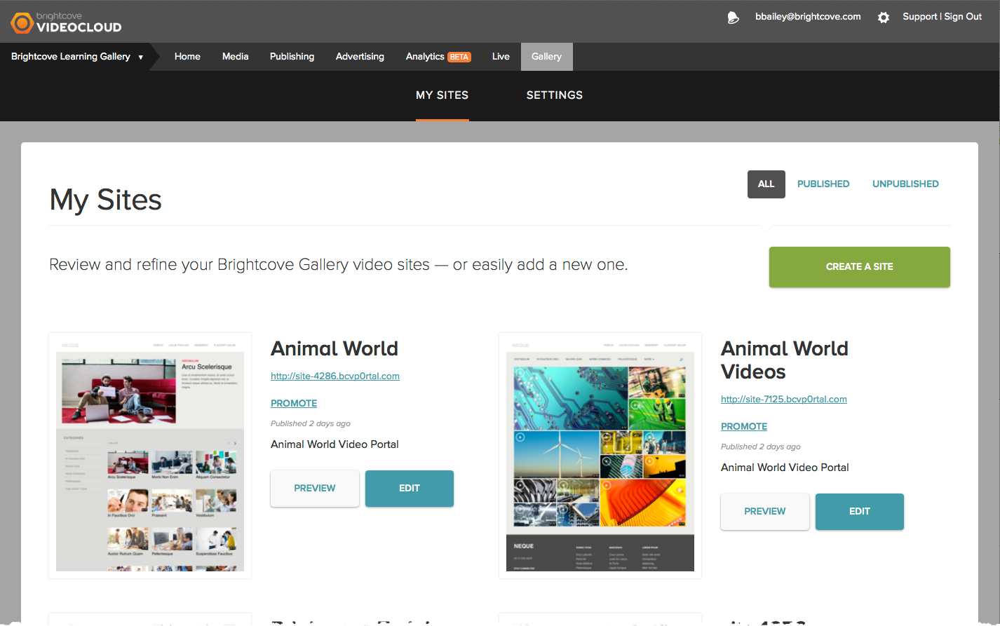 brightcove
VIDEOCLOUD
bbailey@brightcove.com
Support | Sign Out
Brightcove Learning Gallery ▼
Home
Media
Publishing
Advertising
Analytics BETA
Live
Gallery
MY SITES
SETTINGS
My Sites
ALL
PUBLISHED
UNPUBLISHED
Review and refine your Brightcove Gallery video sites — or easily add a new one.
CREATE A SITE
NEQUE
Arcu Scelerisque
CATEGORIES
Arcu Scelerisque
Morbi Non Enim
Aliquam Consectetur
In Faucibus Orci
Praesent
Vestibulum
Auctor Rutrum Quam
Pellentesque
Suspendisse Faucibus
Animal World
http://site-4286.bcvp0rtal.com
PROMOTE
Published 2 days ago
Animal World Video Portal
PREVIEW
EDIT
NEQUE
NEQUE
Animal World
Videos
http://site-7125.bcvp0rtal.com
PROMOTE
Published 2 days ago
Animal World Video Portal
PREVIEW
EDIT